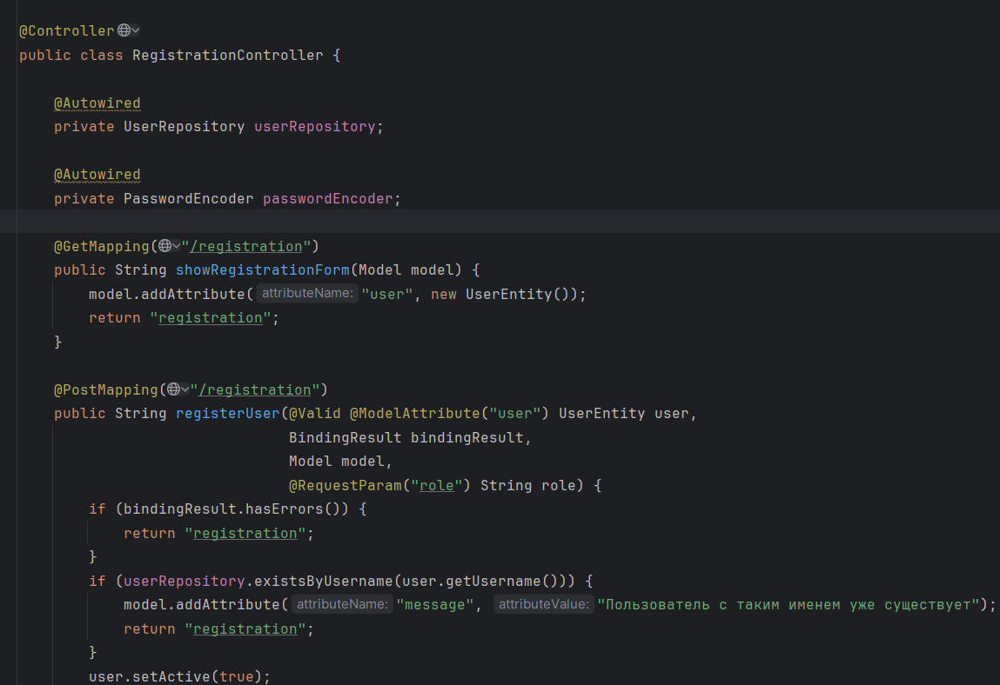 @Controller
public class RegistrationController {
@Autowired
private UserRepository userRepository;
@Autowired
private PasswordEncoder passwordEncoder;
@GetMapping("/registration")
public String showRegistrationForm(Model model) {
model.addAttribute( attributeName: "user", new UserEntity());
return "registration";
}
@PostMapping("/registration")
public String registerUser(@Valid @ModelAttribute("user") UserEntity user,
BindingResult bindingResult,
Model model,
@RequestParam("role") String role) {
if (bindingResult.hasErrors()) {
return "registration";
}
if (userRepository.existsByUsername(user.getUsername())) {
model.addAttribute( attributeName: "message", attributeValue: "Пользователь с таким именем уже существует");
return "registration";
}
user.setActive(true);